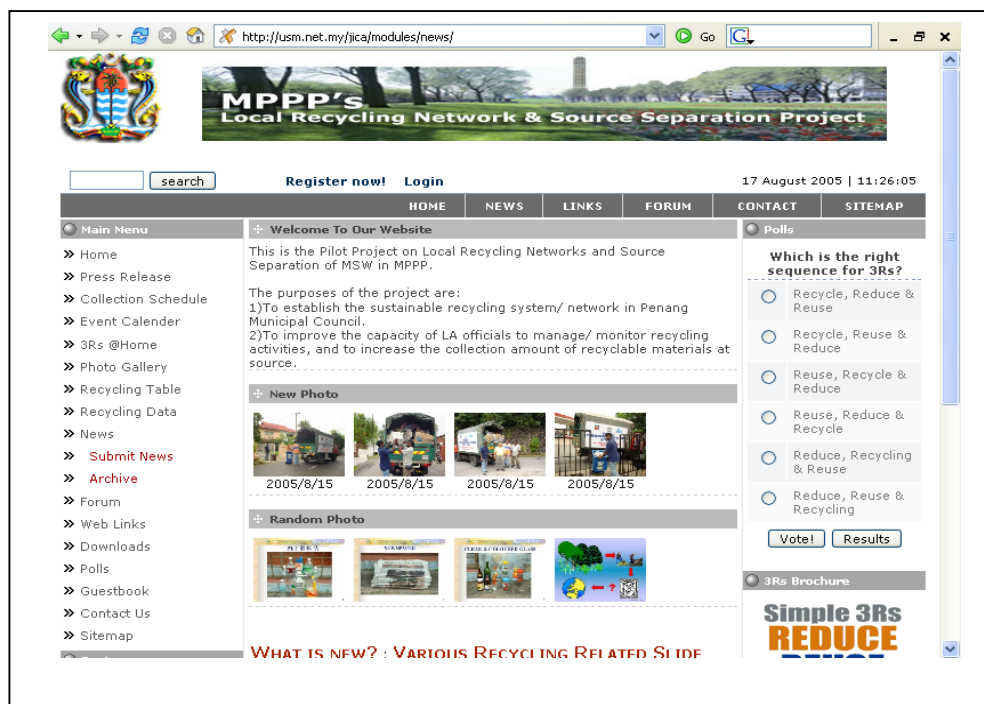 http://usm.net.my/jica/modules/news/
Go
G
MPPP's
Local Recycling Network & Source Separation Project
search
Register now! Login
17 August 2005 | 11:26:05
HOME NEWS LINKS FORUM CONTACT SITEMAP
Main Menu
Home
Press Release
Collection Schedule
Event Calender
3Rs @Home
Photo Gallery
Recycling Table
Recycling Data
News
Submit News
Archive
Forum
Web Links
Downloads
Polls
Guestbook
Contact Us
Sitemap
Welcome To Our Website
This is the Pilot Project on Local Recycling Networks and Source
Separation of MSW in MPPP.
The purposes of the project are:
1)To establish the sustainable recycling system/ network in Penang
Municipal Council.
2)To improve the capacity of LA officials to manage/ monitor recycling
activities, and to increase the collection amount of recyclable materials at
source.
New Photo
2005/8/15 2005/8/15 2005/8/15 2005/8/15
Random Photo
NEWSPAPER
WHAT IS NEW? : VARIOUS RECYCLING RELATED SLIDE
Polls
Which is the right
sequence for 3Rs?
Recycle, Reduce &
Reuse
Recycle, Reuse &
Reduce
Reuse, Recycle &
Reduce
Reuse, Reduce &
Recycle
Reduce, Recycling
& Reuse
Reduce, Reuse &
Recycling
Vote! Results
3Rs Brochure
Simple 3Rs
REDUCE
REUSE